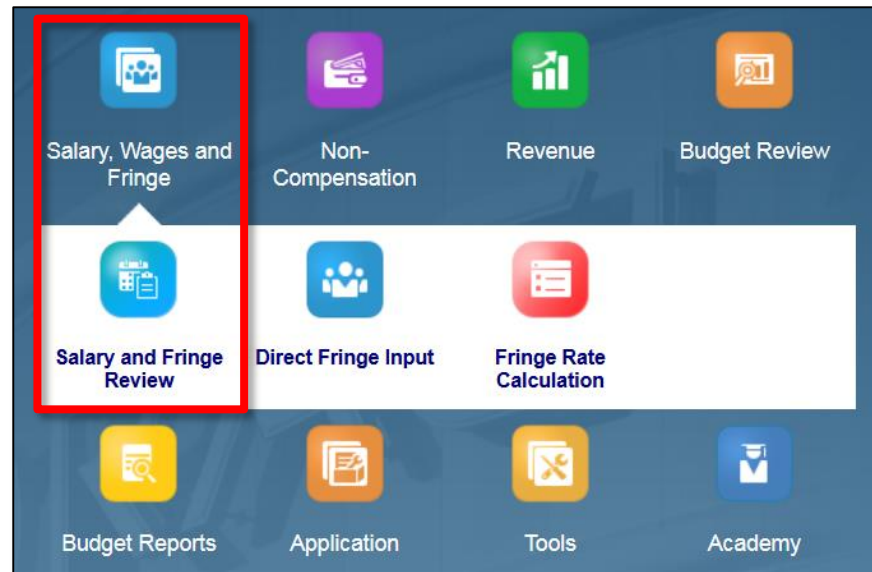 Salary, Wages and
Fringe
Non-
Compensation
Revenue
Budget Review
Salary and Fringe
Review
Direct Fringe Input
Fringe Rate
Calculation
Budget Reports
Application
Tools
Academy